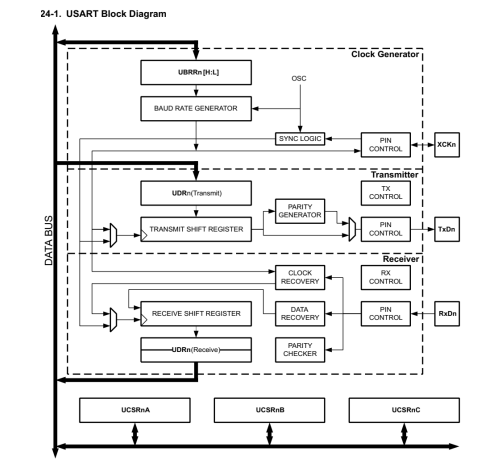 24-1. USART Block Diagram
Clock Generator
UBRRn [H:L]
OSC
BAUD RATE GENERATOR
SYNC LOGIC
PIN
CONTROL
XCKn
Transmitter
UDRn(Transmit)
TX
CONTROL
PARITY
GENERATOR
TRANSMIT SHIFT REGISTER
PIN
CONTROL
TxDn
DATA BUS
Receiver
CLOCK
RECOVERY
RX
CONTROL
RECEIVE SHIFT REGISTER
DATA
RECOVERY
PIN
CONTROL
RxDn
UDRn(Receive)
PARITY
CHECKER
UCSRnA
UCSRnB
UCSRnC